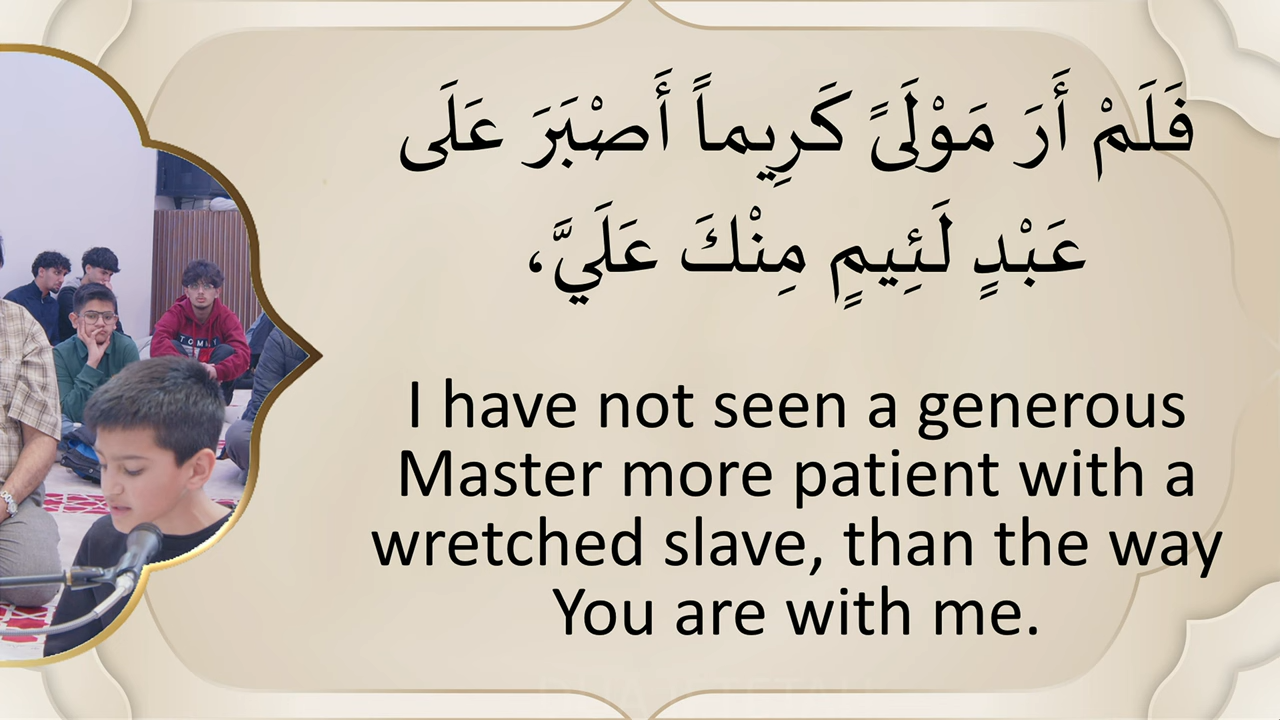 فَلَمْ أَرَ مَوْلَىً كَرِيماً أَصْبَرَ عَلَى
عَبْدٍ لَئِيمٍ مِنْكَ عَلَيَّ،
I have not seen a generous
Master more patient with a
wretched slave, than the way
You are with me.
TOMMY